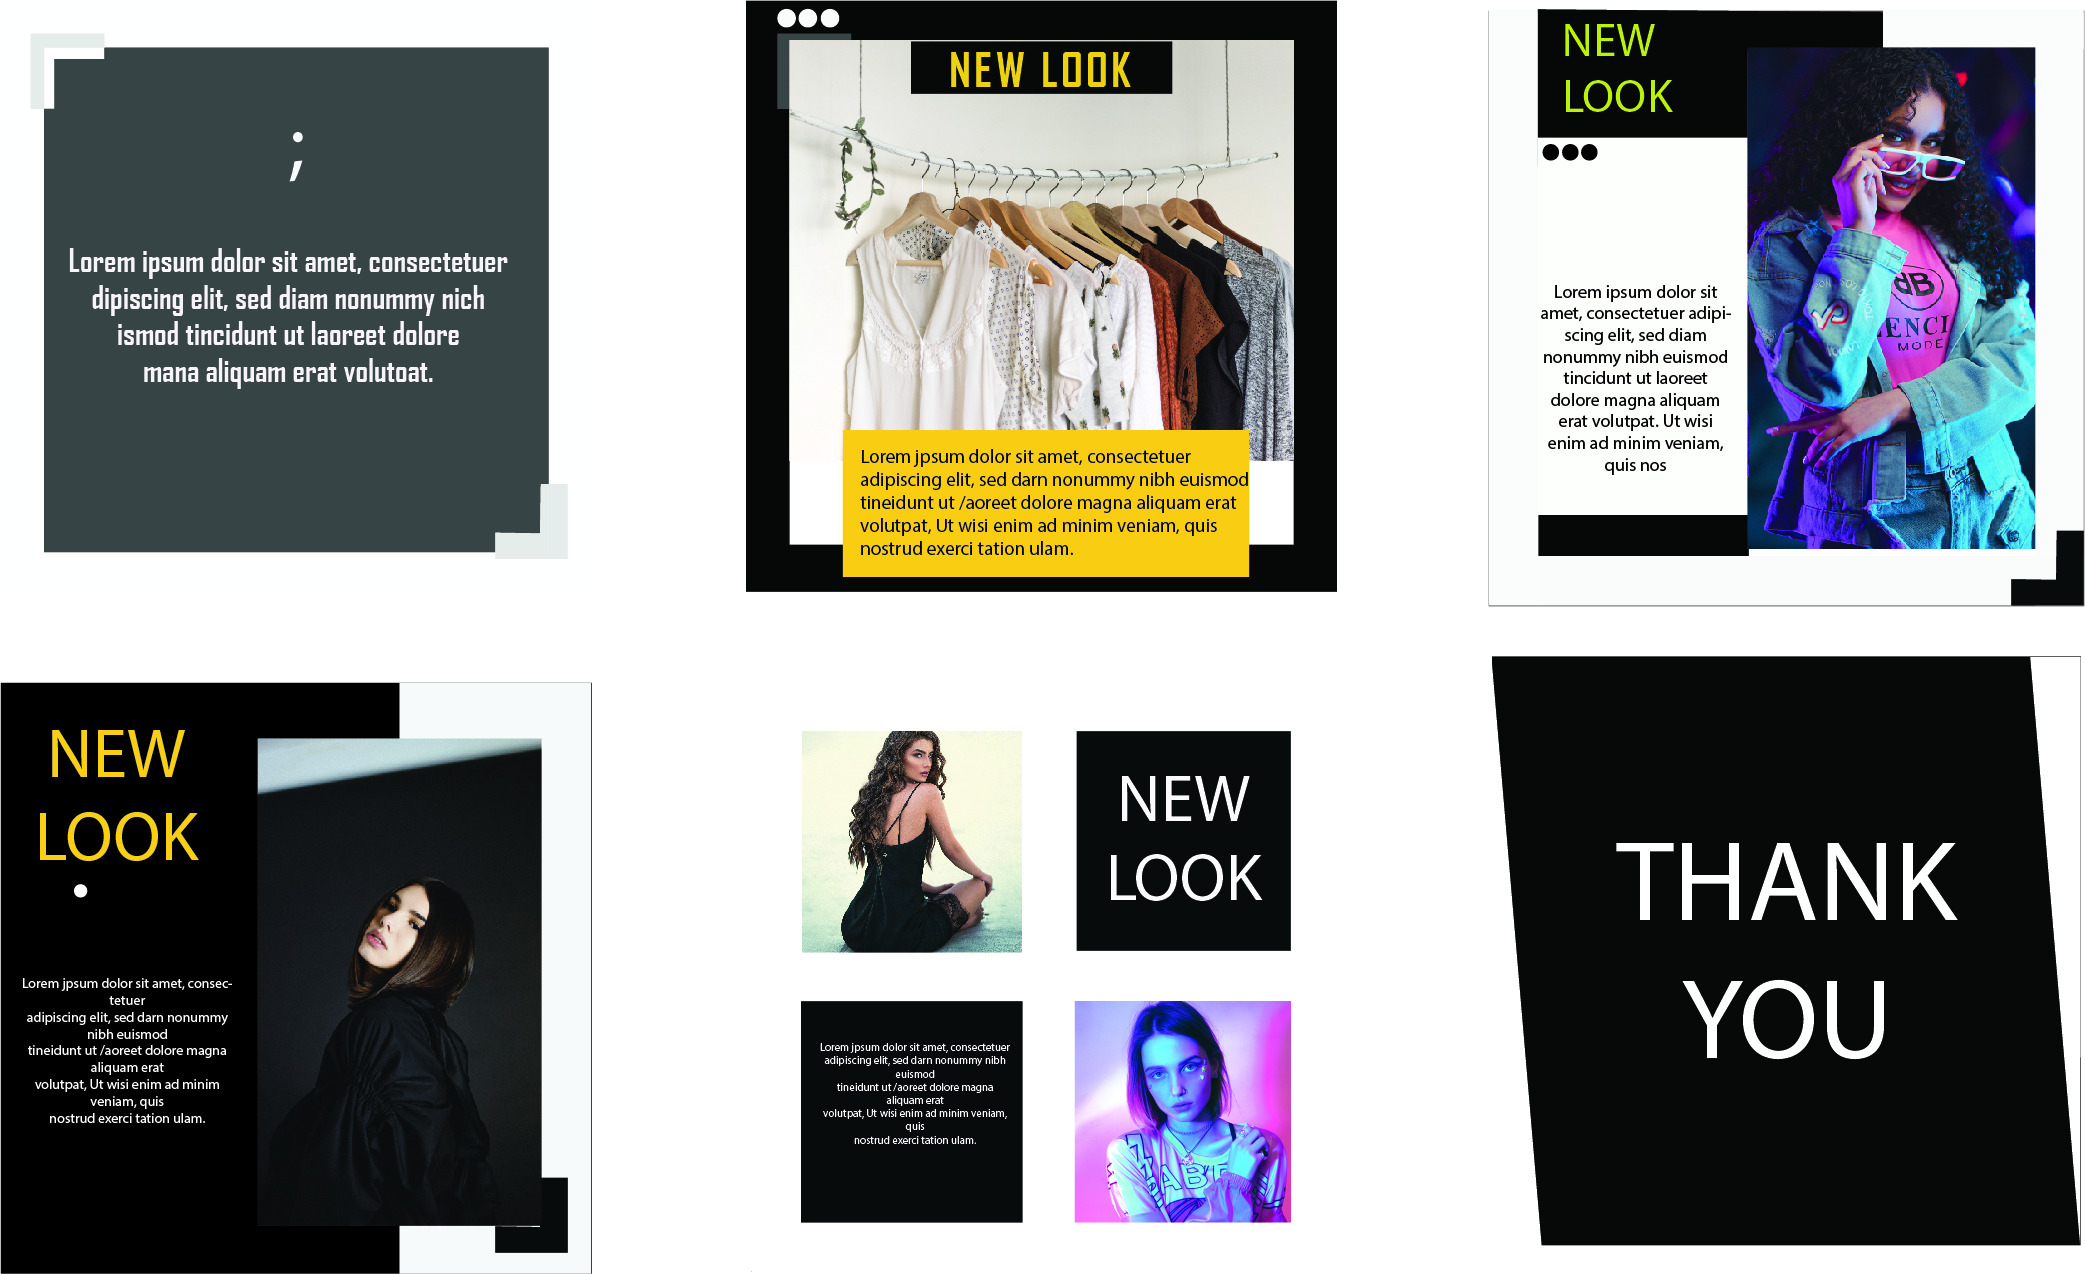 ;
Lorem ipsum dolor sit amet, consectetuer
dipiscing elit, sed diam nonummy nich
ismod tincidunt ut laoreet dolore
mana aliquam erat volutoat.
NEW LOOK
Lorem jpsum dolor sit amet, consectetuer
adipiscing elit, sed darn nonummy nibh euismod
tineidunt ut /aoreet dolore magna aliquam erat
volutpat, Ut wisi enim ad minim veniam, quis
nostrud exerci tation ulam.
NEW
LOOK
Lorem ipsum dolor sit
amet, consectetuer adipi-
scing elit, sed diam
nonummy nibh euismod
tincidunt ut laoreet
dolore magna aliquam
erat volutpat. Ut wisi
enim ad minim veniam,
quis nos
ENCI
MODE
NEW
LOOK
Lorem jpsum dolor sit amet, consec-
tetuer
adipiscing elit, sed darn nonummy
nibh euismod
tineidunt ut /aoreet dolore magna
aliquam erat
volutpat, Ut wisi enim ad minim
veniam, quis
nostrud exerci tation ulam.
NEW
LOOK
Lorem jpsum dolor sit amet, consectetuer
adipiscing elit, sed darn nonummy nibh
euismod
tineidunt ut /aoreet dolore magna
aliquam erat
volutpat, Ut wisi enim ad minim veniam,
quis
nostrud exerci tation ulam.
THANK
YOU